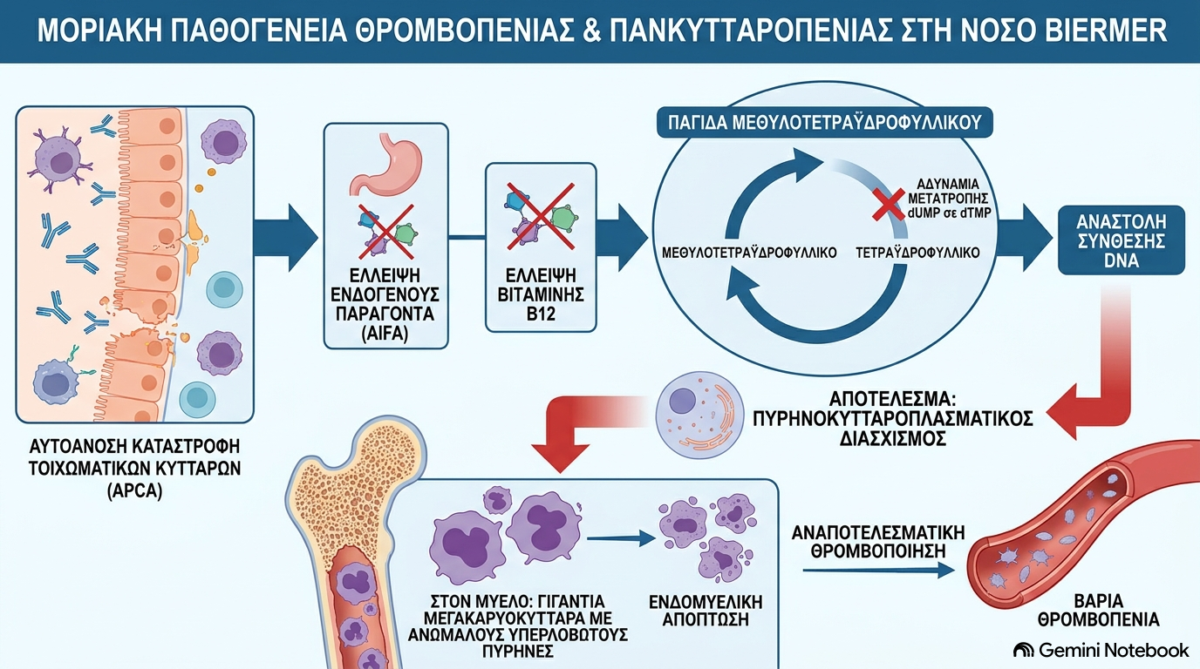 ΜΟΡΙΑΚΗ ΠΑΘΟΓΕΝΕΙΑ ΘΡΟΜΒΟΠΕΝΙΑΣ & ΠΑΝΚΥΤΤΑΡΟΠΕΝΙΑΣ ΣΤΗ ΝΟΣΟ BIERMER
ΑΥΤΟΑΝΟΣΗ ΚΑΤΑΣΤΡΟΦΗ
ΤΟΙΧΩΜΑΤΙΚΩΝ ΚΥΤΤΑΡΩΝ
(APCA)
ΕΛΛΕΙΨΗ
ΕΝΔΟΓΕΝΟΥΣ
ΠΑΡΑΓΟΝΤΑ
(AIFA)
ΕΛΛΕΙΨΗ
ΒΙΤΑΜΙΝΗΣ
B12
ΠΑΓΙΔΑ ΜΕΘΥΛΟΤΕΤΡΑΫΔΡΟΦΥΛΛΙΚΟΥ
ΑΔΥΝΑΜΙΑ
ΜΕΤΑΤΡΟΠΗΣ
dUMP σε dTMP
ΜΕΘΥΛΟΤΕΤΡΑΫΔΡΟΦΥΛΛΙΚΟ
ΤΕΤΡΑΫΔΡΟΦΥΛΛΙΚΟ
ΑΝΑΣΤΟΛΗ
ΣΥΝΘΕΣΗΣ
DNA
ΑΠΟΤΕΛΕΣΜΑ:
ΠΥΡΗΝΟΚΥΤΤΑΡΟΠΛΑΣΜΑΤΙΚΟΣ
ΔΙΑΣΧΙΣΜΟΣ
ΣΤΟΝ ΜΥΕΛΟ: ΓΙΓΑΝΤΙΑ
ΜΕΓΑΚΑΡΥΟΚΥΤΤΑΡΑ ΜΕ
ΑΝΩΜΑΛΟΥΣ ΥΠΕΡΛΟΒΩΤΟΥΣ
ΠΥΡΗΝΕΣ
ΕΝΔΟΜΥΕΛΙΚΗ
ΑΠΟΠΤΩΣΗ
ΑΝΑΠΟΤΕΛΕΣΜΑΤΙΚΗ
ΘΡΟΜΒΟΠΟΙΗΣΗ
ΒΑΡΙΑ
ΘΡΟΜΒΟΠΕΝΙΑ
Gemini Notebook